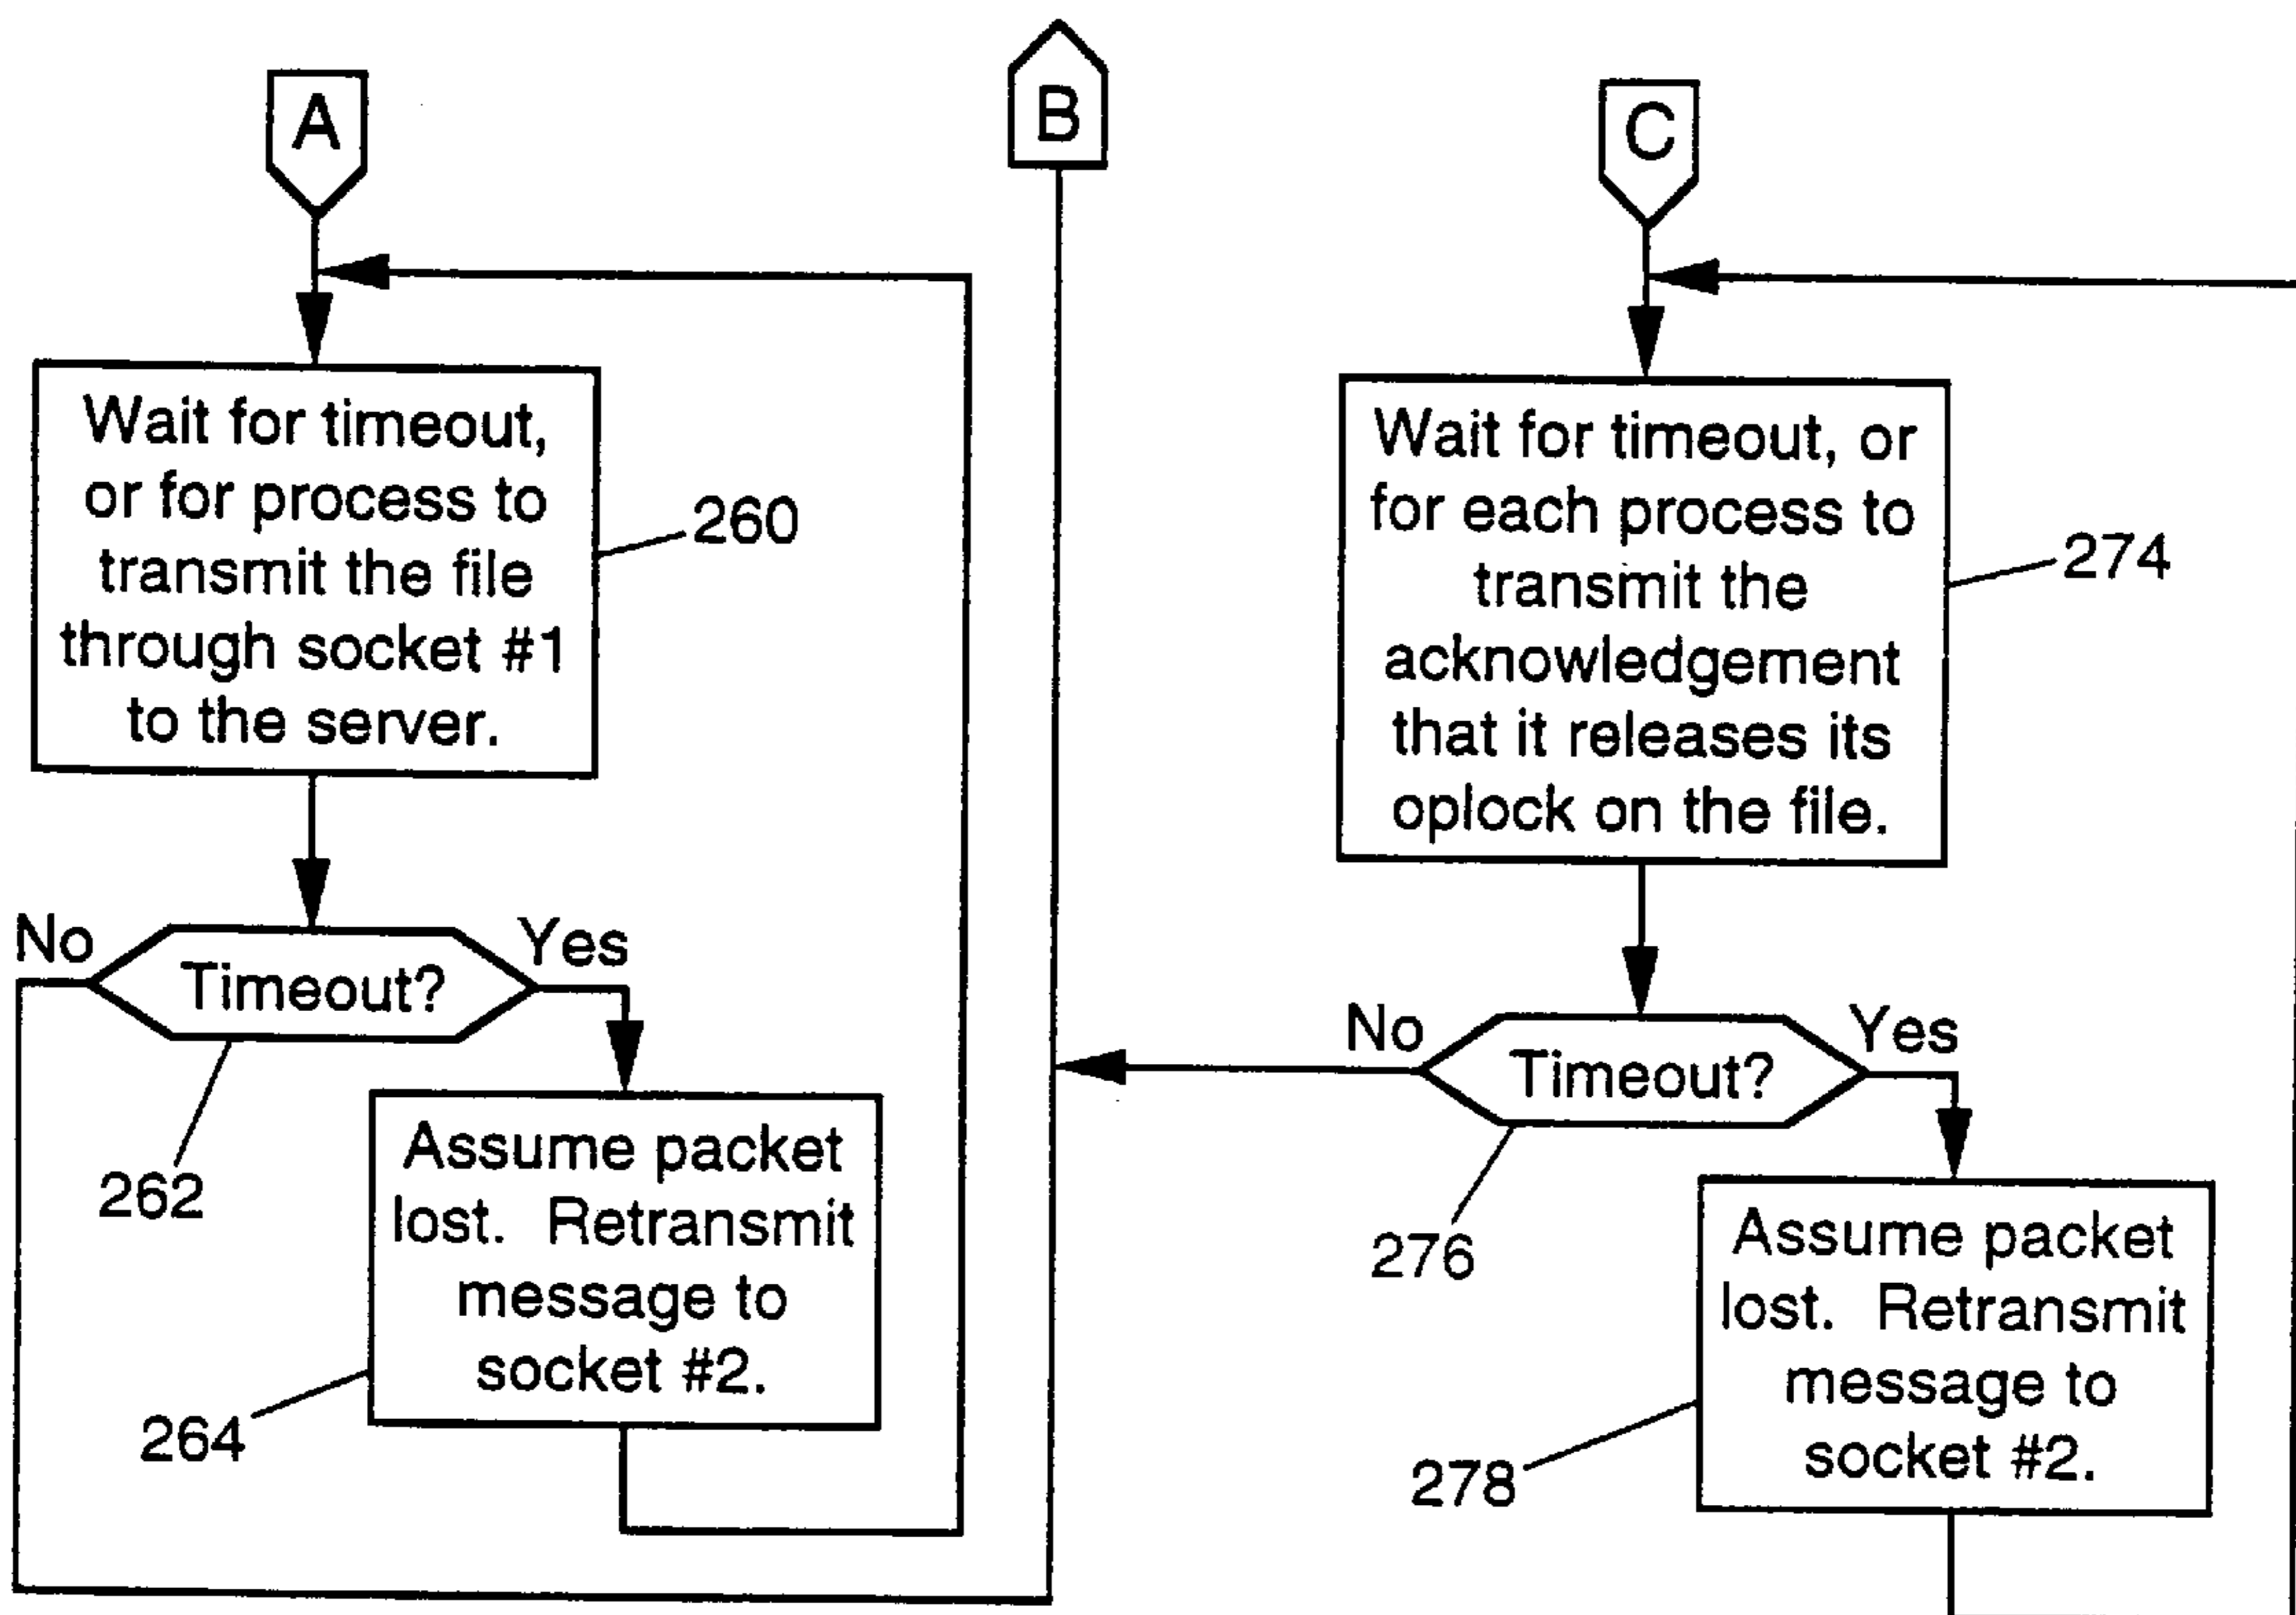 A
B
C
Wait for timeout,
or for process to
transmit the file
through socket #1
to the server.
260
No
Timeout?
Yes
262
Assume packet
lost. Retransmit
message to
socket #2.
264
Wait for timeout, or
for each process to
transmit the
acknowledgement
that it releases its
oplock on the file.
274
No
Timeout?
Yes
276
Assume packet
lost. Retransmit
message to
socket #2.
278